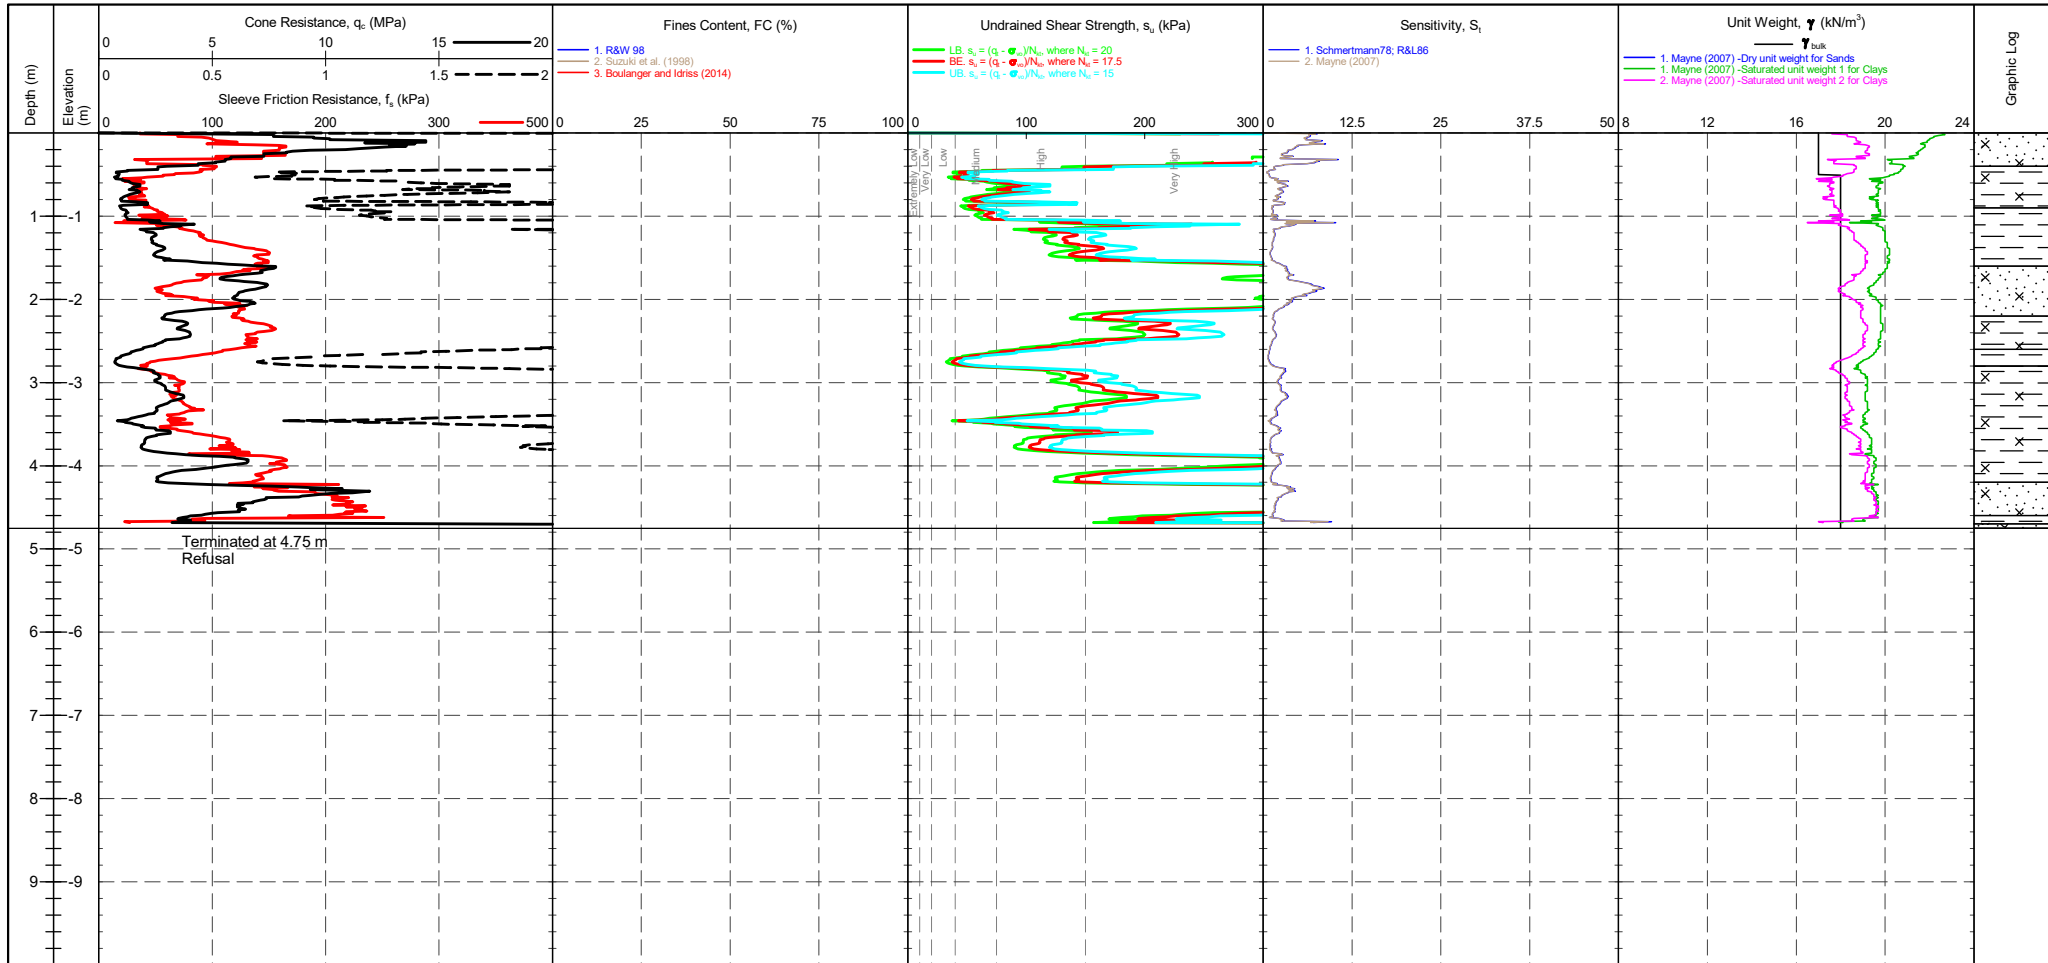 Depth (m)
Elevation (m)
Cone Resistance, qc (MPa)
0 5 10 15 20
0 0.5 1 1.5 2
Sleeve Friction Resistance, fs (kPa)
0 100 200 300 500
Fines Content, FC (%)
1. R&W 98
2. Suzuki et al. (1998)
3. Boulanger and Idriss (2014)
0 25 50 75 100
Undrained Shear Strength, su (kPa)
LB. su = (qt - σvo)/Nkt, where Nkt = 20
BE. su = (qt - σvo)/Nkt, where Nkt = 17.5
UB. su = (qt - σvo)/Nkt, where Nkt = 15
0 100 200 300
Extremely Low
Very Low
Low
Medium
High
Very High
Sensitivity, St
1. Schmertmann78; R&L86
2. Mayne (2007)
0 12.5 25 37.5 50
Unit Weight, γ (kN/m³)
γbulk
1. Mayne (2007) -Dry unit weight for Sands
1. Mayne (2007) -Saturated unit weight 1 for Clays
2. Mayne (2007) -Saturated unit weight 2 for Clays
8 12 16 20 24
Graphic Log
1 -1
2 -2
3 -3
4 -4
Terminated at 4.75 m
Refusal
5 -5
6 -6
7 -7
8 -8
9 -9